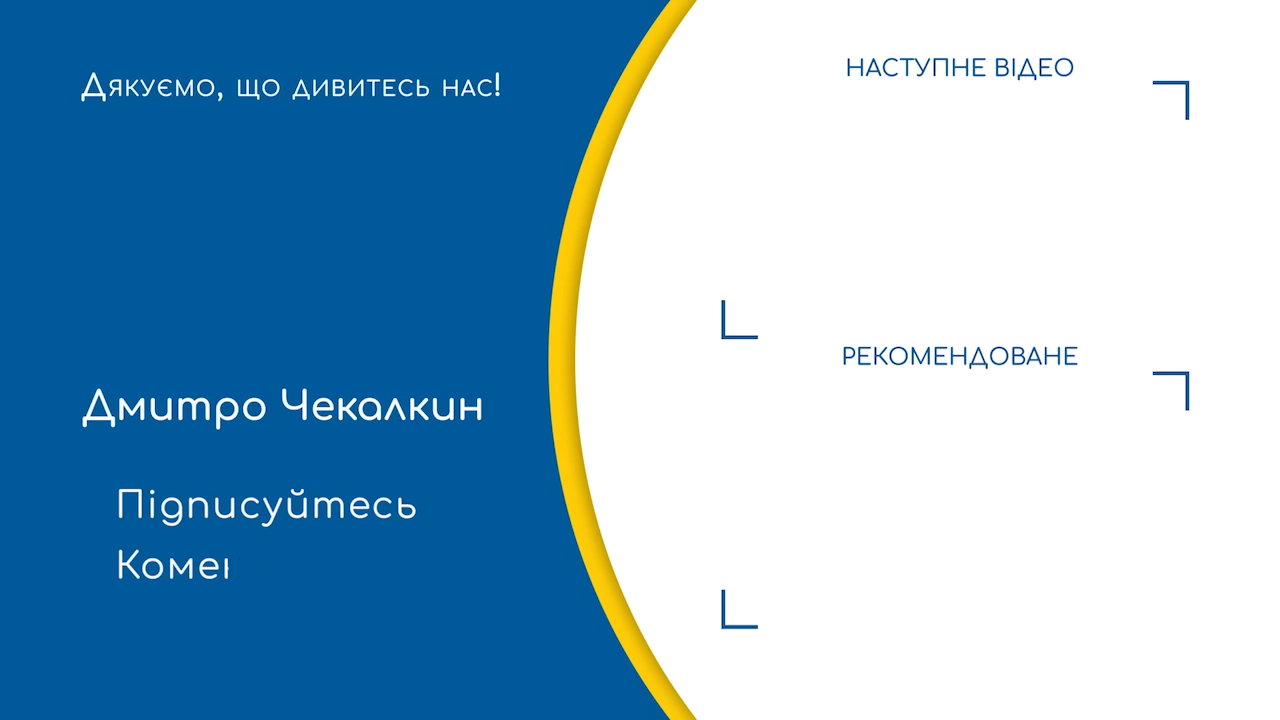 Дякуємо, що дивитесь нас!
Дмитро Чекалкин
Підписуйтесь
НАСТУПНЕ ВІДЕО
РЕКОМЕНДОВАНЕ